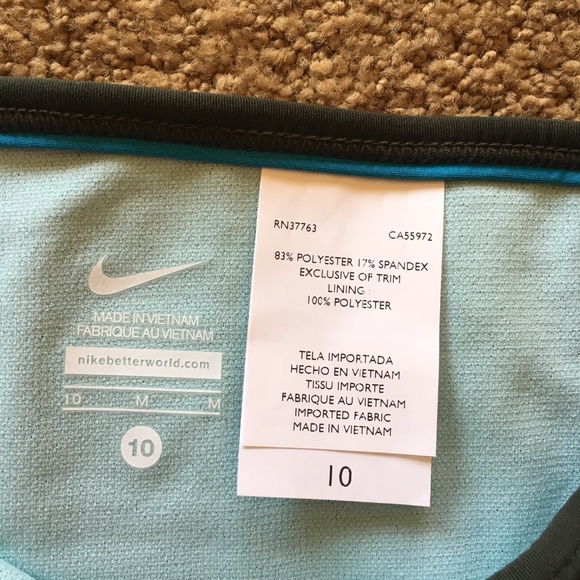 MADE IN VIETNAM
FABRIQUE AU VIETNAM
nikebetterworld.com
10 M M
10
RN37763 CA55972
83% POLYESTER 17% SPANDEX
EXCLUSIVE OF TRIM
LINING :
100% POLYESTER
TELA IMPORTADA
HECHO EN VIETNAM
TISSU IMPORTE
FABRIQUE AU VIETNAM
IMPORTED FABRIC
MADE IN VIETNAM
10